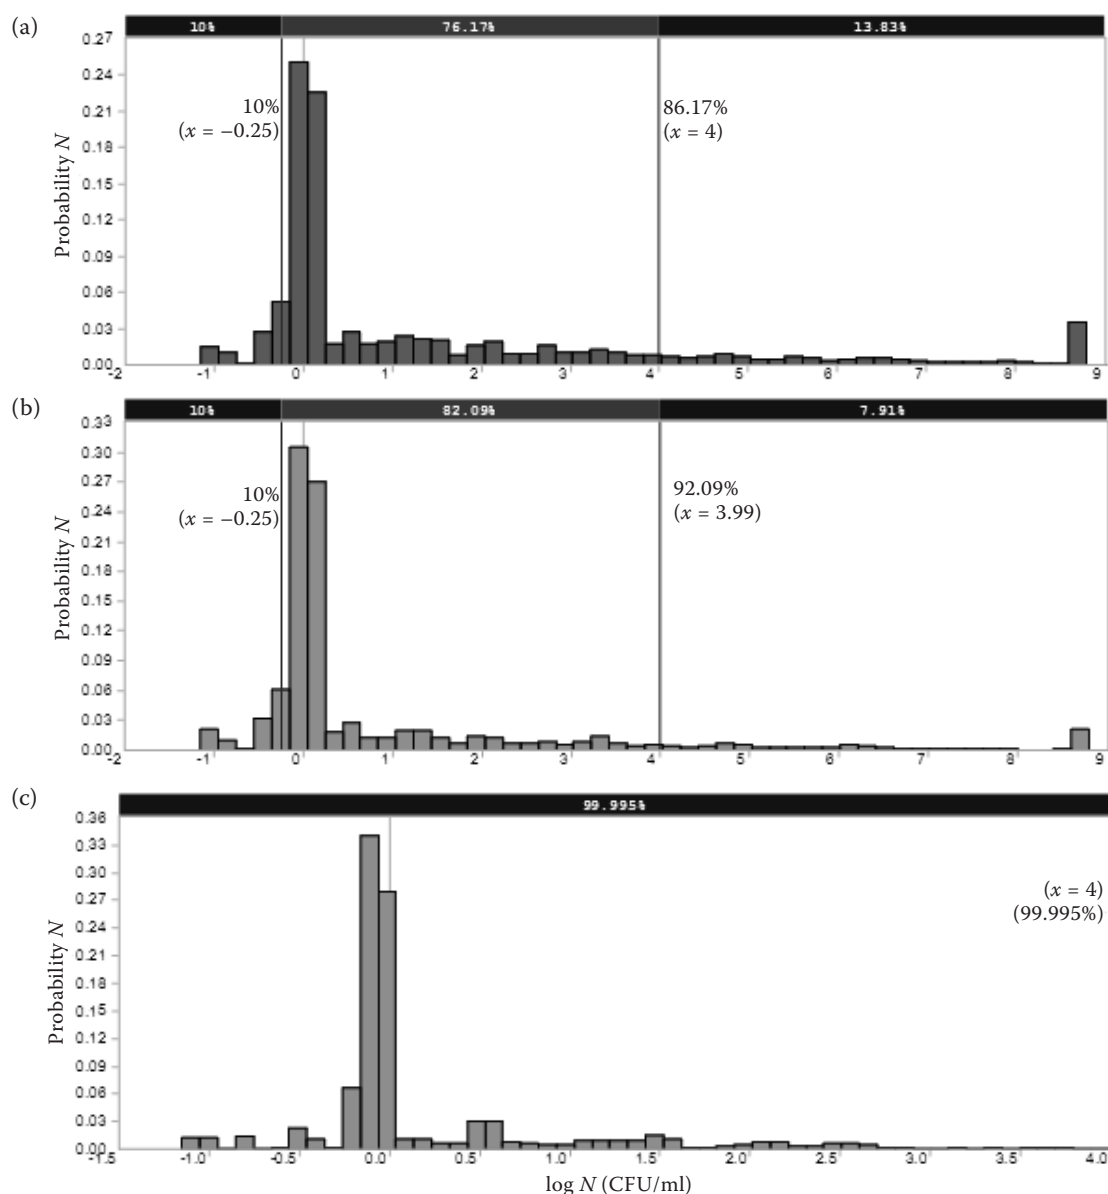 (a)
10% 76.17% 13.83%
0.27
0.24
0.21
0.18
0.15
0.12
0.09
0.06
0.03
0.00
Probability N
10%
(x = −0.25)
86.17%
(x = 4)
-2 -1 0 1 2 3 4 5 6 7 8 9
(b)
10% 82.09% 7.91%
0.33
0.30
0.27
0.24
0.21
0.18
0.15
0.12
0.09
0.06
0.03
0.00
Probability N
10%
(x = −0.25)
92.09%
(x = 3.99)
-2 -1 0 1 2 3 4 5 6 7 8 9
(c)
99.995%
0.36
0.33
0.30
0.27
0.24
0.21
0.18
0.15
0.12
0.09
0.06
0.03
0.00
Probability N
(x = 4)
(99.995%)
-1.5 -1.0 -0.5 0.0 0.5 1.0 1.5 2.0 2.5 3.0 3.5 4.0
log N (CFU/ml)